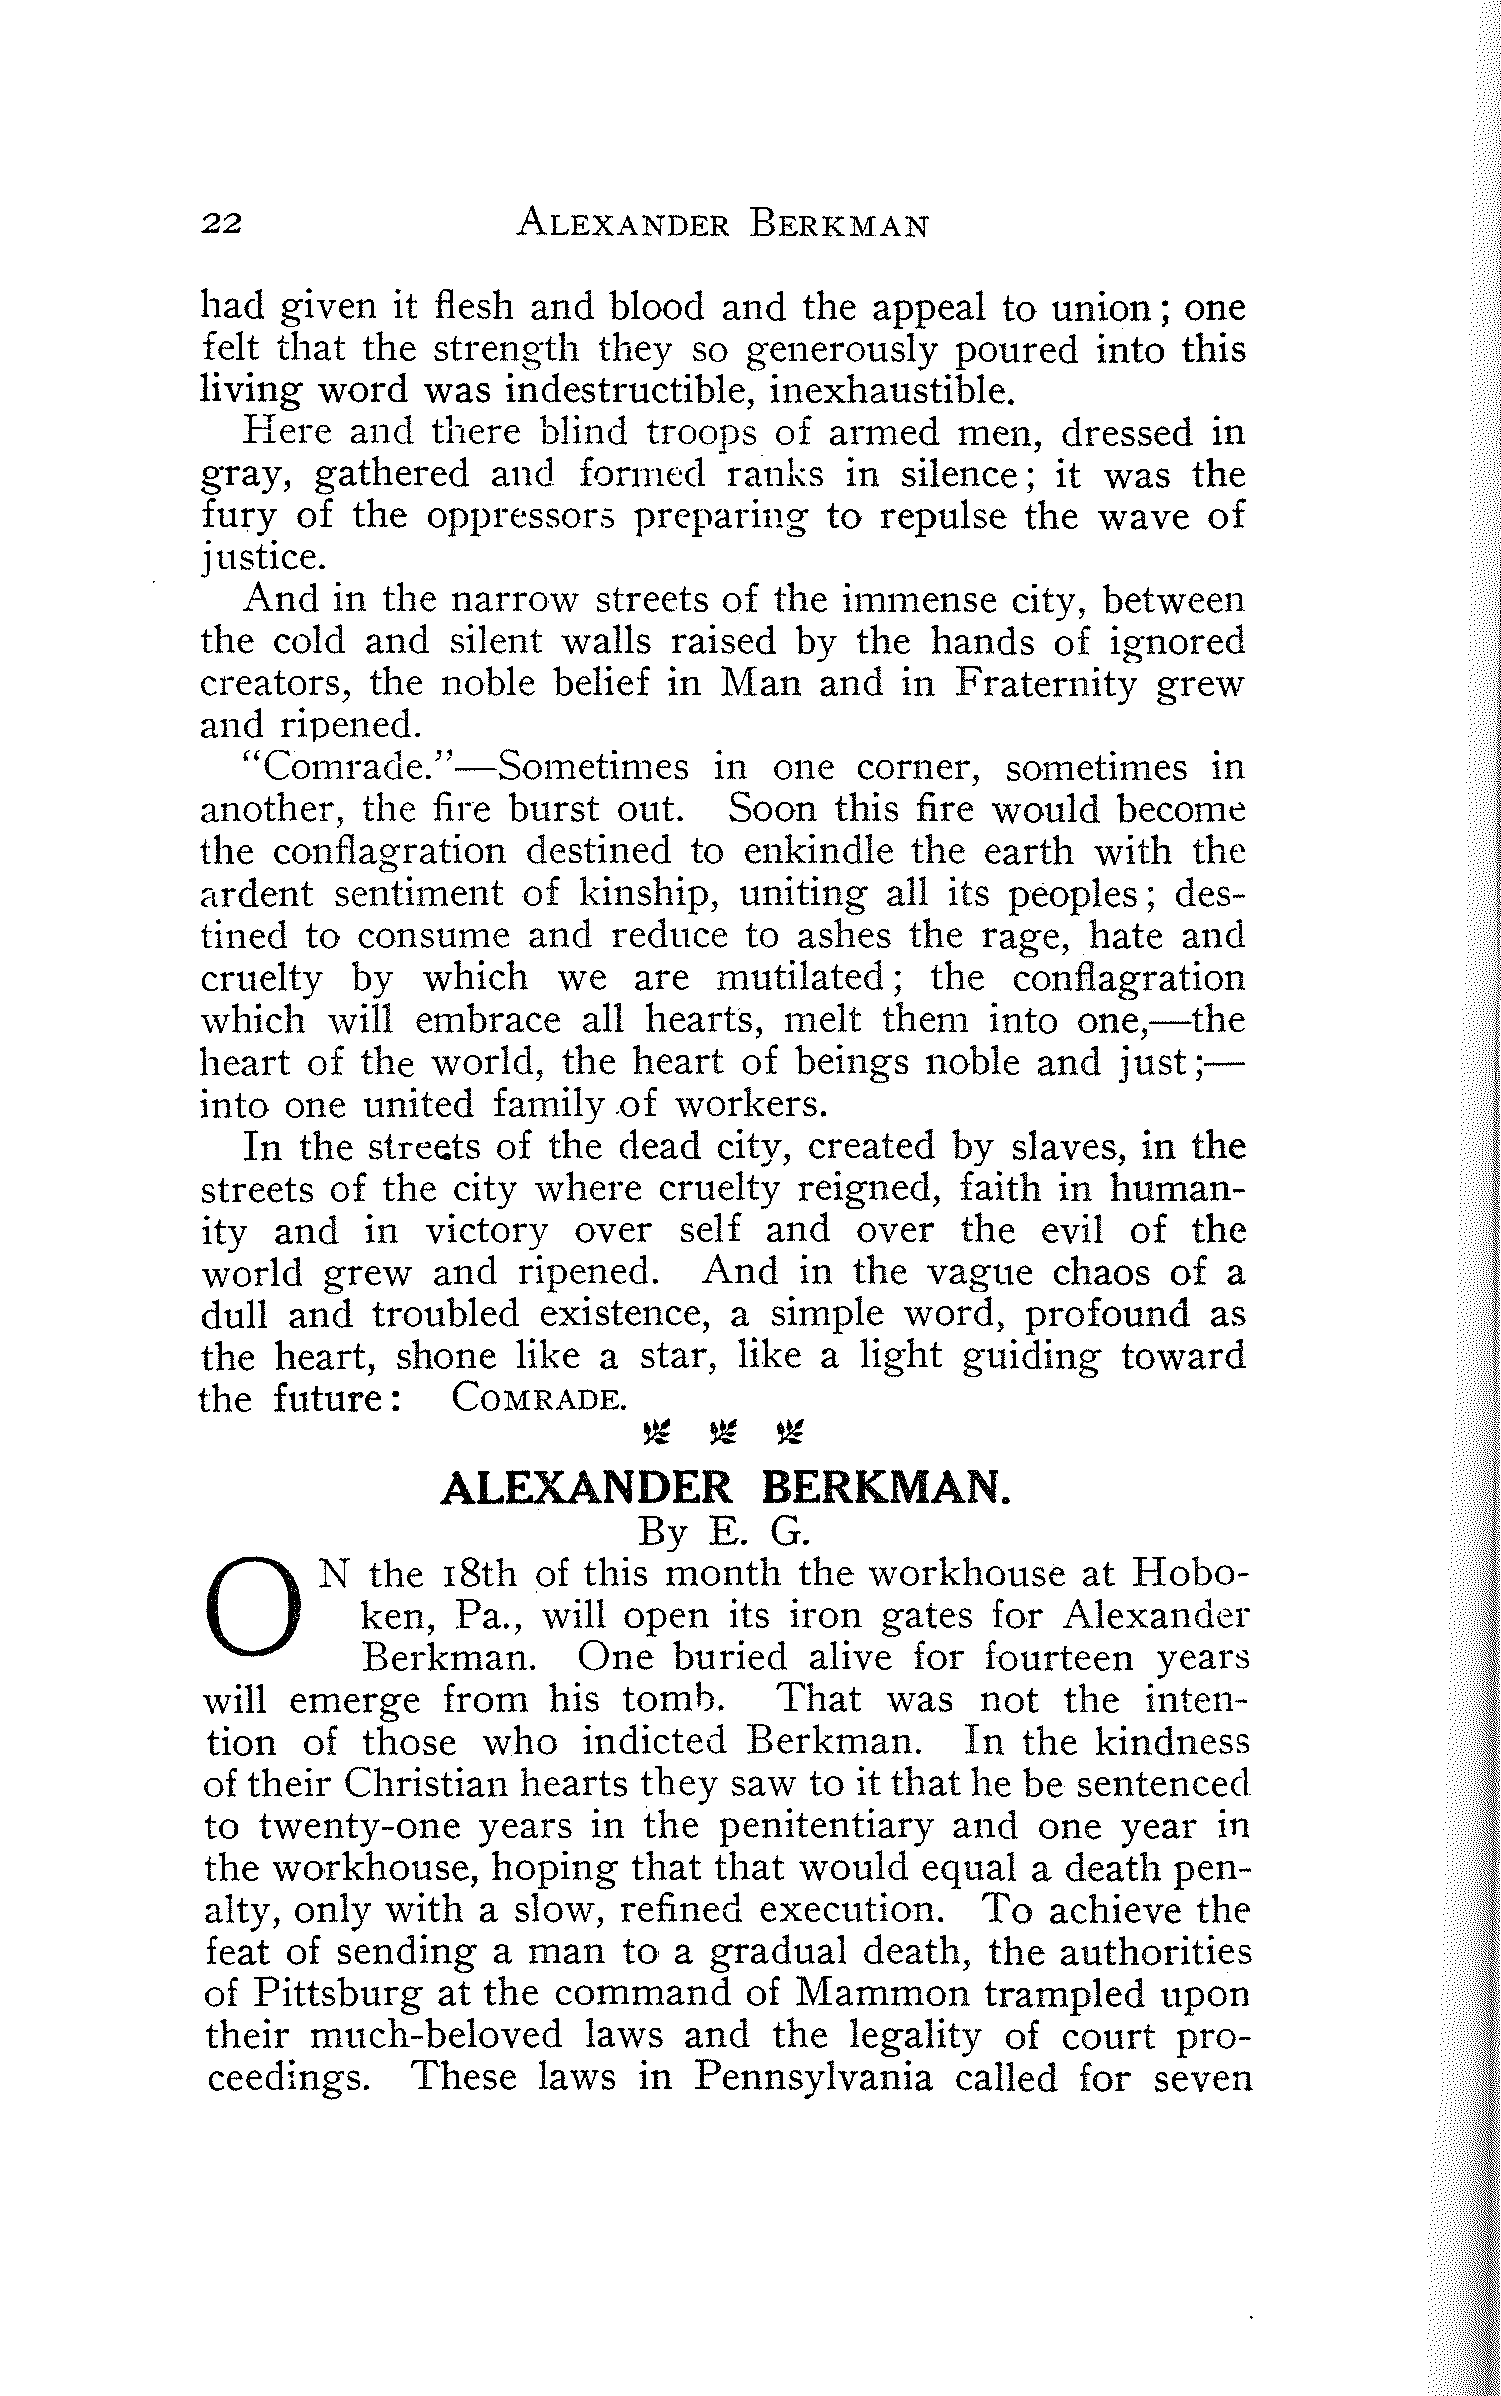 22 ALEXANDER BERKMAN
had given it flesh and blood and the appeal to union; one
felt that the strength they so generously poured into this
living word was indestructible, inexhaustible.
Here and there blind troops of armed men, dressed in
gray, gathered and formed ranks in silence; it was the
fury of the oppressors preparing to repulse the wave of
justice.
And in the narrow streets of the immense city, between
the cold and silent walls raised by the hands of ignored
creators, the noble belief in Man and in Fraternity grew
and ripened.
“Comrade.”—Sometimes in one corner, sometimes in
another, the fire burst out. Soon this fire would become
the conflagration destined to enkindle the earth with the
ardent sentiment of kinship, uniting all its peoples; des-
tined to consume and reduce to ashes the rage, hate and
cruelty by which we are mutilated; the conflagration
which will embrace all hearts, melt them into one,—the
heart of the world, the heart of beings noble and just;—
into one united family of workers.
In the streets of the dead city, created by slaves, in the
streets of the city where cruelty reigned, faith in human-
ity and in victory over self and over the evil of the
world grew and ripened. And in the vague chaos of a
dull and troubled existence, a simple word, profound as
the heart, shone like a star, like a light guiding toward
the future: COMRADE.
ALEXANDER BERKMAN.
By E. G.
ON the 18th of this month the workhouse at Hobo-
ken, Pa., will open its iron gates for Alexander
Berkman. One buried alive for fourteen years
will emerge from his tomb. That was not the inten-
tion of those who indicted Berkman. In the kindness
of their Christian hearts they saw to it that he be sentenced
to twenty-one years in the penitentiary and one year in
the workhouse, hoping that that would equal a death pen-
alty, only with a slow, refined execution. To achieve the
feat of sending a man to a gradual death, the authorities
of Pittsburg at the command of Mammon trampled upon
their much-beloved laws and the legality of court pro-
ceedings. These laws in Pennsylvania called for seven